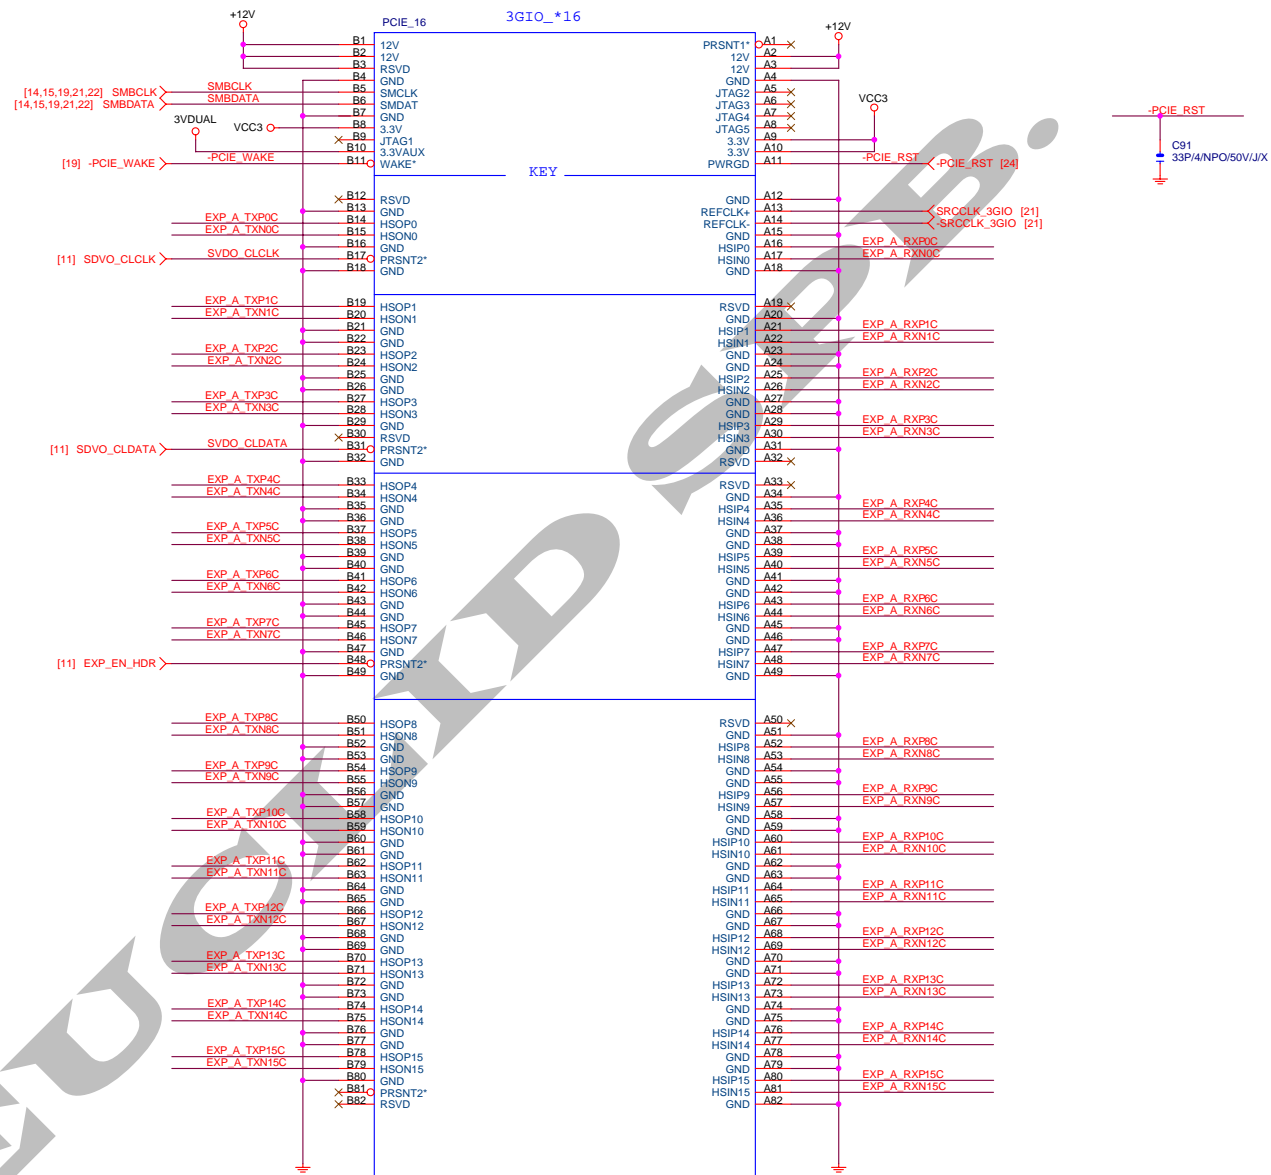 +12V
PCIE_16
3GIO_*16
+12V
B1 12V PRSNT1* A1
B2 12V 12V A2
B3 RSVD 12V A3
B4 GND GND A4
[14,15,19,21,22] SMBCLK SMBCLK B5 SMCLK JTAG2 A5
[14,15,19,21,22] SMBDATA SMBDATA B6 SMDAT JTAG3 A6
B7 GND JTAG4 A7
3VDUAL VCC3 B8 3.3V JTAG5 A8 VCC3
B9 JTAG1 3.3V A9
B10 3.3VAUX 3.3V A10
[19] -PCIE_WAKE -PCIE_WAKE B11 WAKE* PWRGD A11 -PCIE_RST -PCIE_RST [24]
-PCIE_RST
C91
33P/4/NPO/50V/J/X
KEY
B12 RSVD GND A12
B13 GND REFCLK+ A13 SRCCLK_3GIO [21]
EXP_A_TXP0C B14 HSOP0 REFCLK- A14 -SRCCLK_3GIO [21]
EXP_A_TXN0C B15 HSON0 GND A15
B16 GND HSIP0 A16 EXP_A_RXP0C
[11] SDVO_CLCLK SVDO_CLCLK B17 PRSNT2* HSIN0 A17 EXP_A_RXN0C
B18 GND GND A18
EXP_A_TXP1C B19 HSOP1 RSVD A19
EXP_A_TXN1C B20 HSON1 GND A20
B21 GND HSIP1 A21 EXP_A_RXP1C
B22 GND HSIN1 A22 EXP_A_RXN1C
EXP_A_TXP2C B23 HSOP2 GND A23
EXP_A_TXN2C B24 HSON2 GND A24
B25 GND HSIP2 A25 EXP_A_RXP2C
B26 GND HSIN2 A26 EXP_A_RXN2C
EXP_A_TXP3C B27 HSOP3 GND A27
EXP_A_TXN3C B28 HSON3 GND A28
B29 GND HSIP3 A29 EXP_A_RXP3C
B30 RSVD HSIN3 A30 EXP_A_RXN3C
[11] SDVO_CLDATA SVDO_CLDATA B31 PRSNT2* GND A31
B32 GND RSVD A32
EXP_A_TXP4C B33 HSOP4 RSVD A33
EXP_A_TXN4C B34 HSON4 GND A34
B35 GND HSIP4 A35 EXP_A_RXP4C
B36 GND HSIN4 A36 EXP_A_RXN4C
EXP_A_TXP5C B37 HSOP5 GND A37
EXP_A_TXN5C B38 HSON5 GND A38
B39 GND HSIP5 A39 EXP_A_RXP5C
B40 GND HSIN5 A40 EXP_A_RXN5C
EXP_A_TXP6C B41 HSOP6 GND A41
EXP_A_TXN6C B42 HSON6 GND A42
B43 GND HSIP6 A43 EXP_A_RXP6C
B44 GND HSIN6 A44 EXP_A_RXN6C
EXP_A_TXP7C B45 HSOP7 GND A45
EXP_A_TXN7C B46 HSON7 GND A46
B47 GND HSIP7 A47 EXP_A_RXP7C
[11] EXP_EN_HDR B48 PRSNT2* HSIN7 A48 EXP_A_RXN7C
B49 GND GND A49
EXP_A_TXP8C B50 HSOP8 RSVD A50
EXP_A_TXN8C B51 HSON8 GND A51
B52 GND HSIP8 A52 EXP_A_RXP8C
B53 GND HSIN8 A53 EXP_A_RXN8C
EXP_A_TXP9C B54 HSOP9 GND A54
EXP_A_TXN9C B55 HSON9 GND A55
B56 GND HSIP9 A56 EXP_A_RXP9C
B57 GND HSIN9 A57 EXP_A_RXN9C
EXP_A_TXP10C B58 HSOP10 GND A58
EXP_A_TXN10C B59 HSON10 GND A59
B60 GND HSIP10 A60 EXP_A_RXP10C
B61 GND HSIN10 A61 EXP_A_RXN10C
EXP_A_TXP11C B62 HSOP11 GND A62
EXP_A_TXN11C B63 HSON11 GND A63
B64 GND HSIP11 A64 EXP_A_RXP11C
B65 GND HSIN11 A65 EXP_A_RXN11C
EXP_A_TXP12C B66 HSOP12 GND A66
EXP_A_TXN12C B67 HSON12 GND A67
B68 GND HSIP12 A68 EXP_A_RXP12C
B69 GND HSIN12 A69 EXP_A_RXN12C
EXP_A_TXP13C B70 HSOP13 GND A70
EXP_A_TXN13C B71 HSON13 GND A71
B72 GND HSIP13 A72 EXP_A_RXP13C
B73 GND HSIN13 A73 EXP_A_RXN13C
EXP_A_TXP14C B74 HSOP14 GND A74
EXP_A_TXN14C B75 HSON14 GND A75
B76 GND HSIP14 A76 EXP_A_RXP14C
B77 GND HSIN14 A77 EXP_A_RXN14C
EXP_A_TXP15C B78 HSOP15 GND A78
EXP_A_TXN15C B79 HSON15 GND A79
B80 GND HSIP15 A80 EXP_A_RXP15C
B81 PRSNT2* HSIN15 A81 EXP_A_RXN15C
B82 RSVD GND A82
EUCLID SPB.